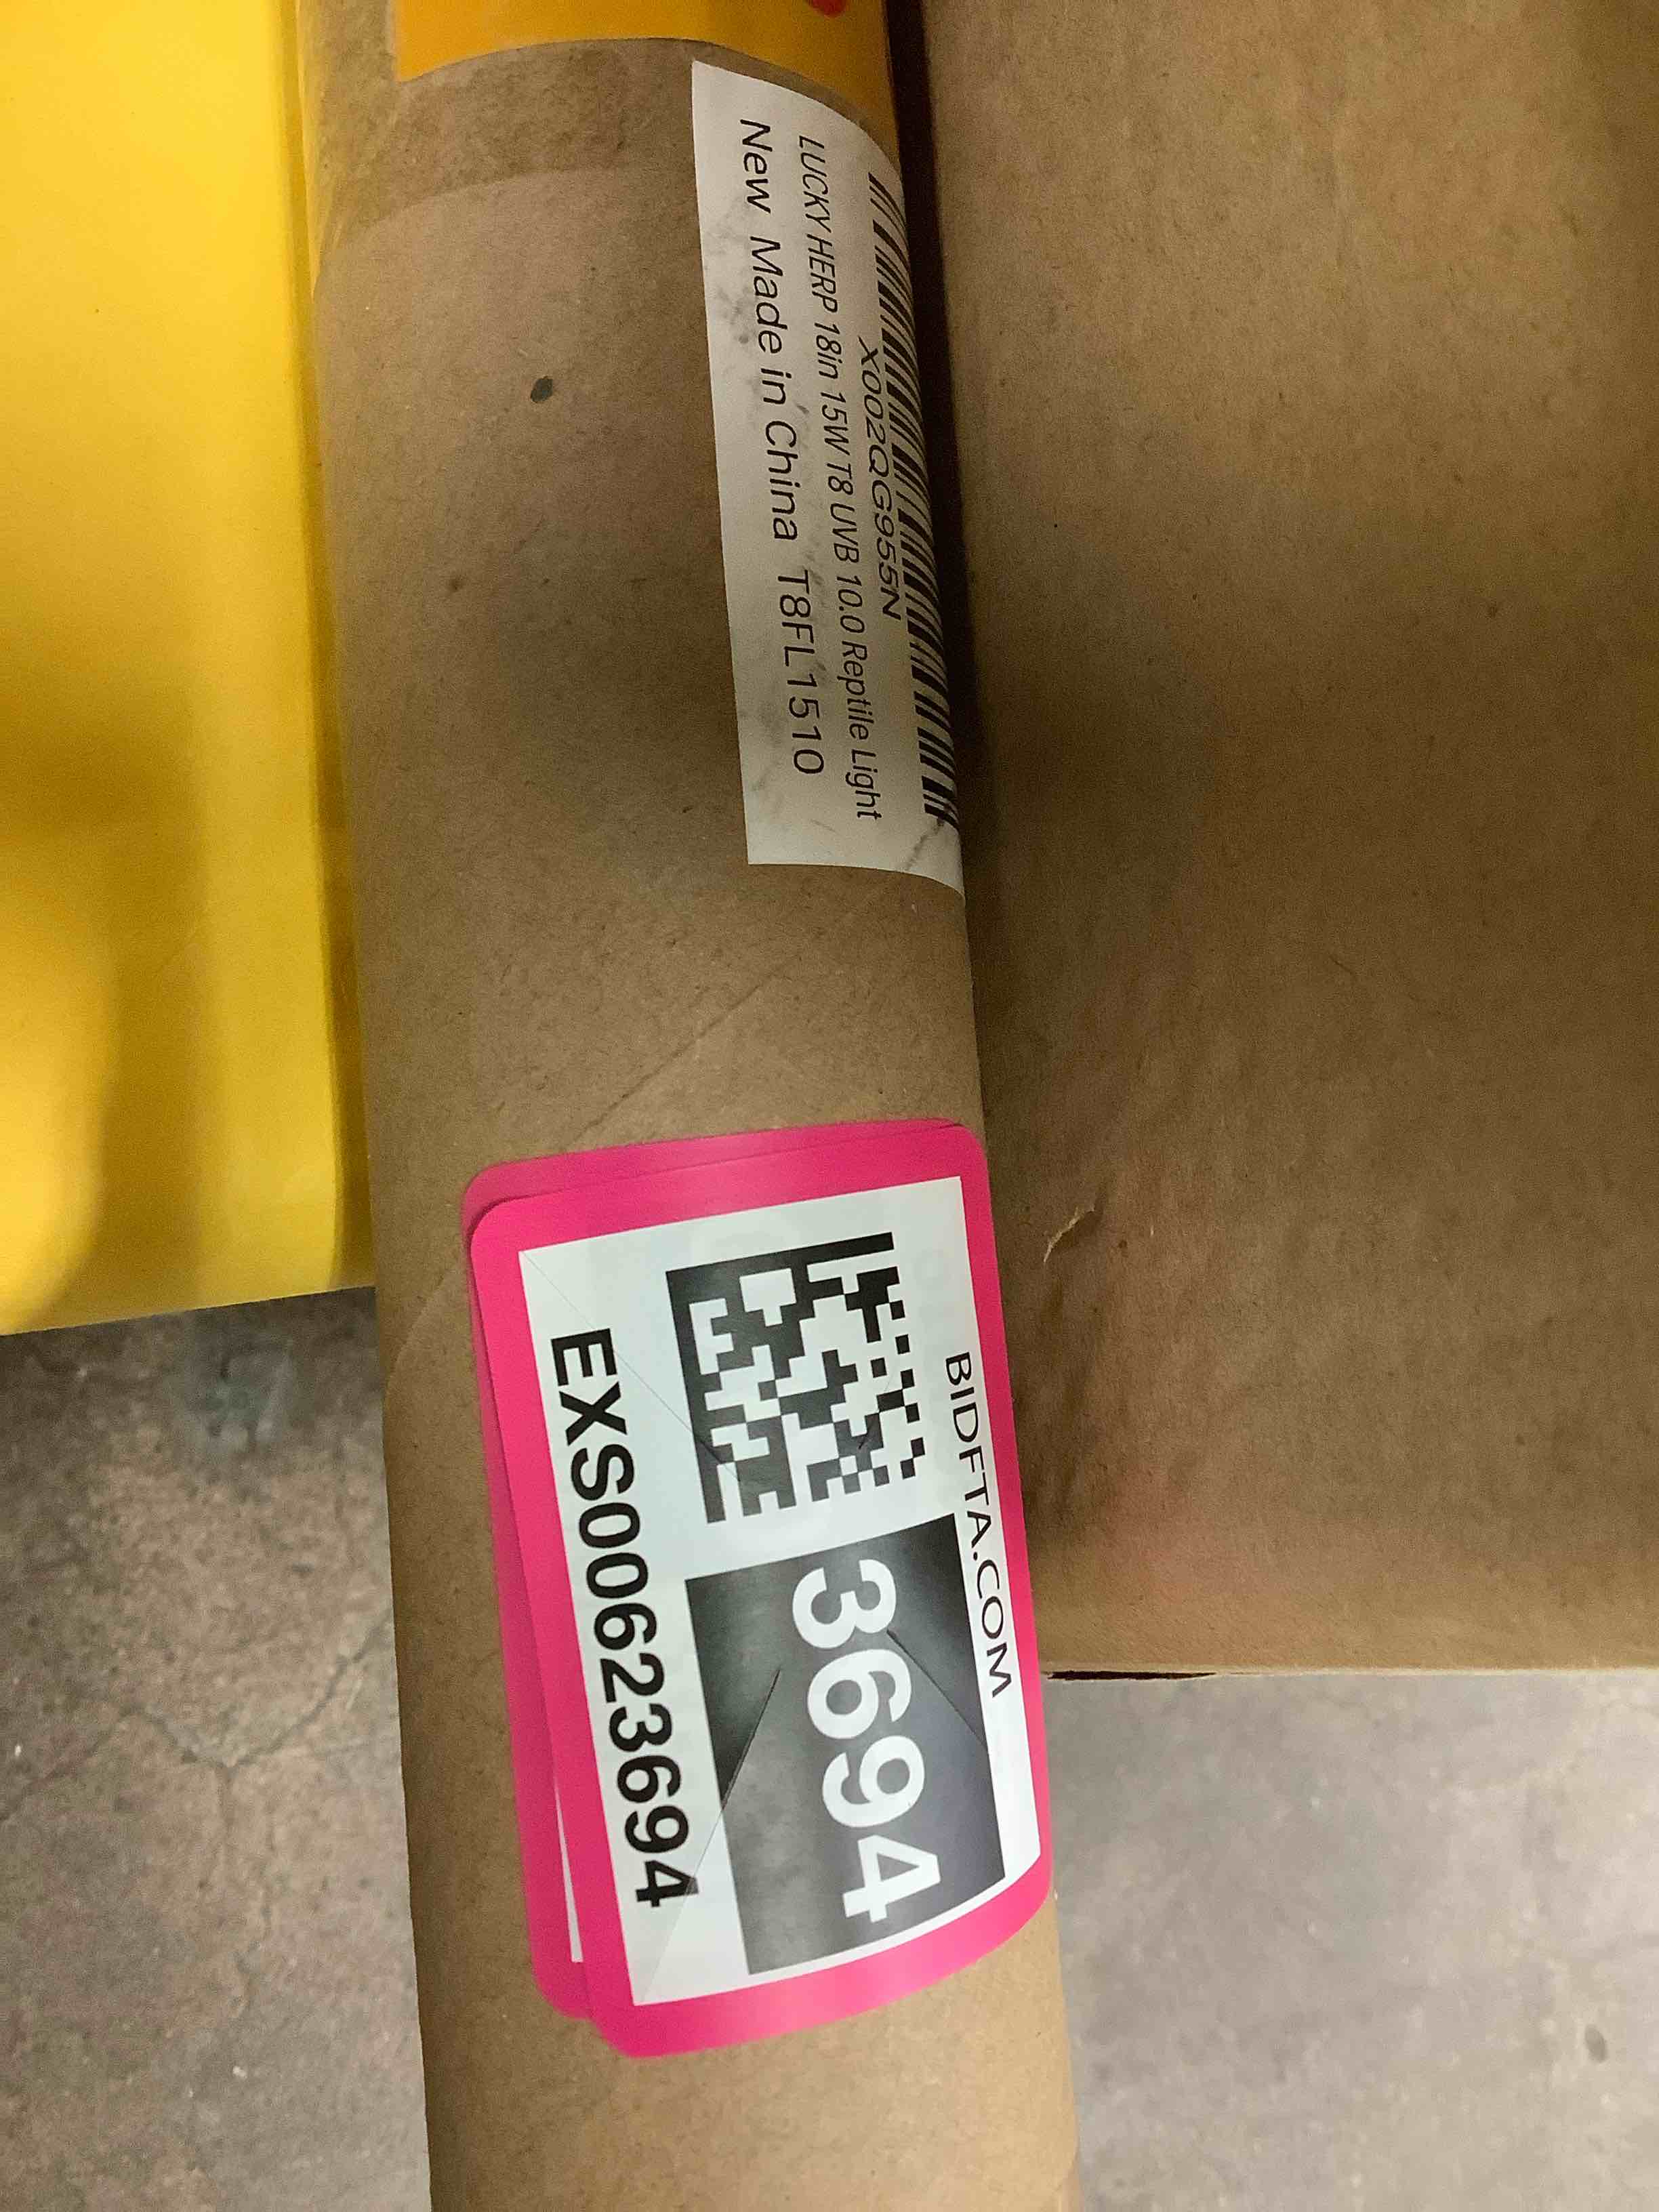 X002QG955N
LUCKY HERP 18in 15W T8 UVB 10.0 Reptile Light
New Made in China T8FL1510
BIDFTA.COM
3694
EXS00623694